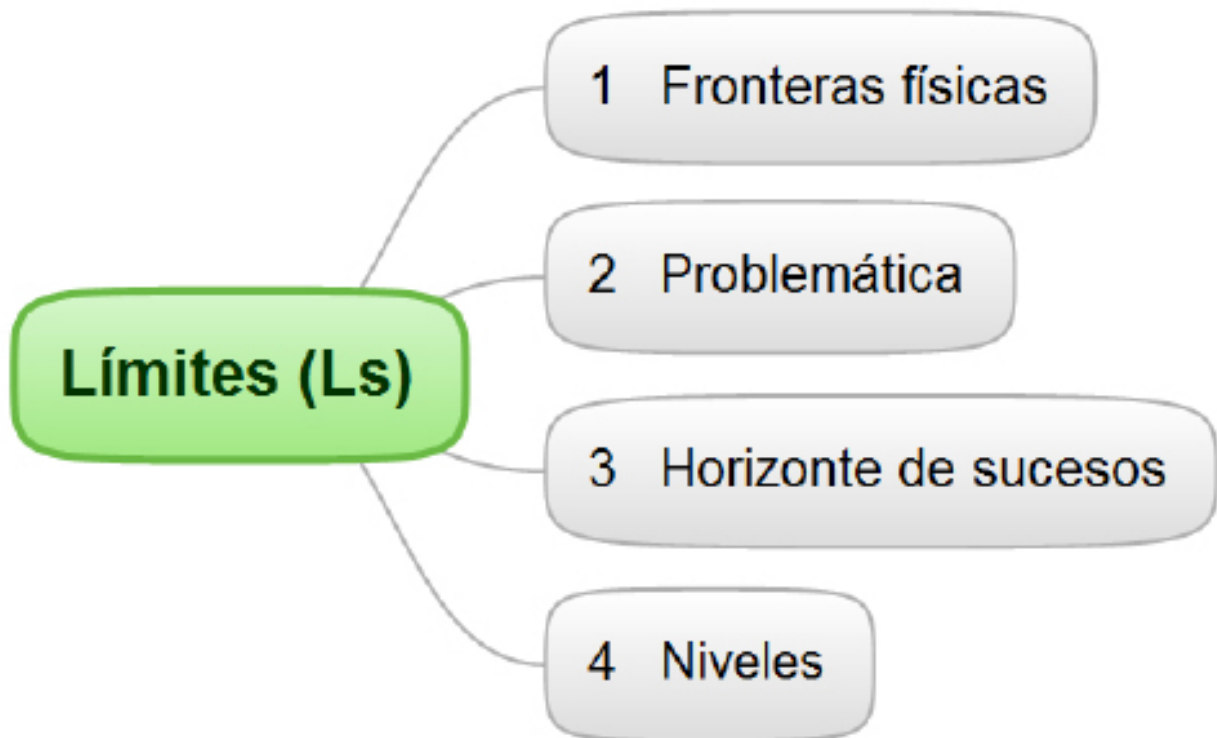 Límites (Ls)
1 Fronteras físicas
2 Problemática
3 Horizonte de sucesos
4 Niveles